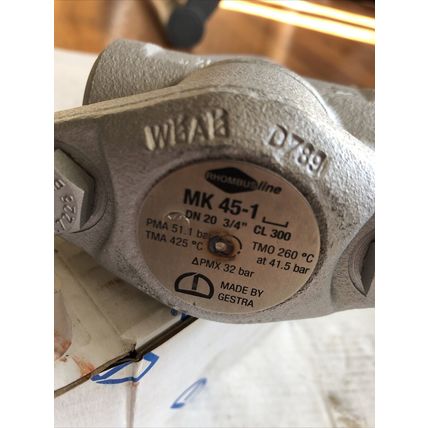 D789
RHOMBUSline
MK 45-1
DN 20 3/4" CL 300
PMA 51.1 bar
TMA 425 °C
TMO 260 °C
at 41.5 bar
ΔPMX 32 bar
MADE BY
GESTRA